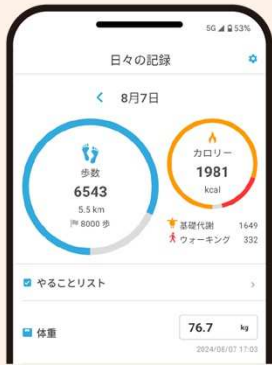 5G 53%
日々の記録
8月7日
歩数
6543
5.5 km
8000 歩
カロリー
1981
kcal
基礎代謝 1649
ウォーキング 332
やることリスト
体重
76.7 kg
2024/08/07 17:03